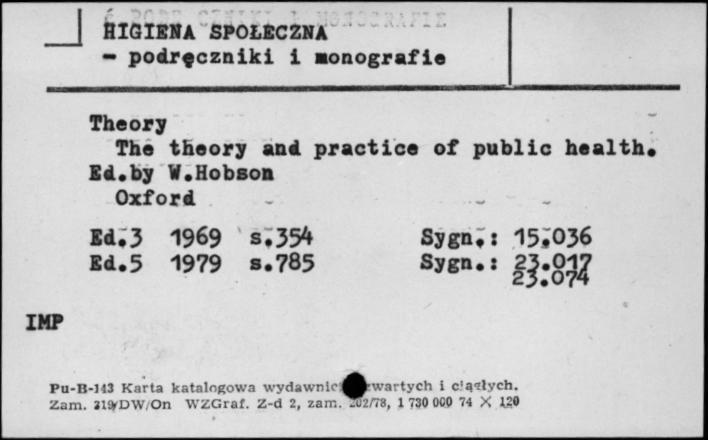 HIGIENA SPOŁECZNA
- podręczniki i monografie
Theory
The theory and practice of public health.
Ed.by W.Hobson
Oxford
Ed.3 1969 s.354 Sygn.: 15.036
Ed.5 1979 s.785 Sygn.: 23.017
23.074
IMP
Pu-B-143 Karta katalogowa wydawnic wartych i ciągłych.
Zam. 319/DW/On WZGraf. Z-d 2, zam. 202/78, 1 730 000 74 X 120